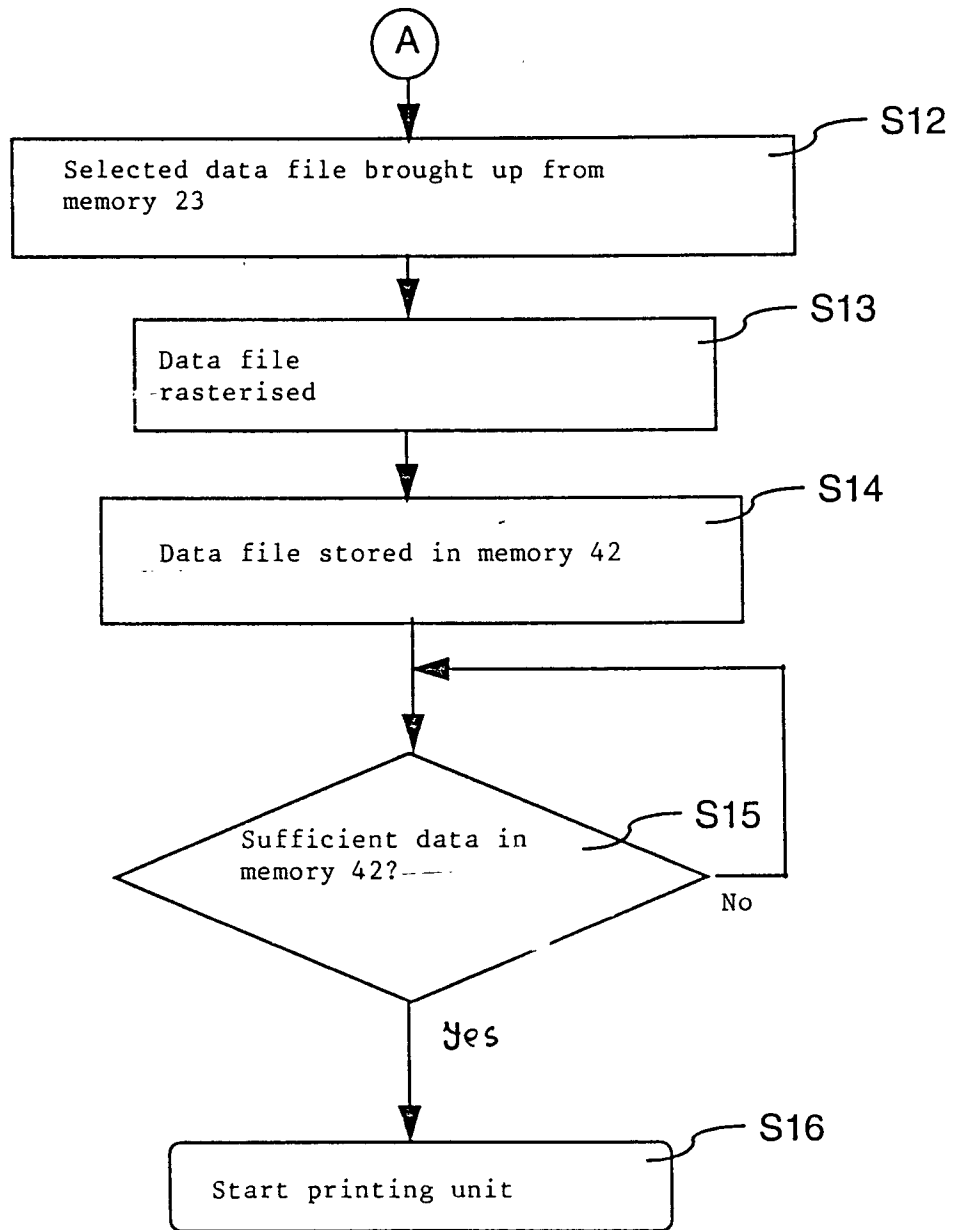 A
S12
Selected data file brought up from
memory 23
S13
Data file
rasterised
S14
Data file stored in memory 42
S15
Sufficient data in
memory 42?
No
Yes
S16
Start printing unit